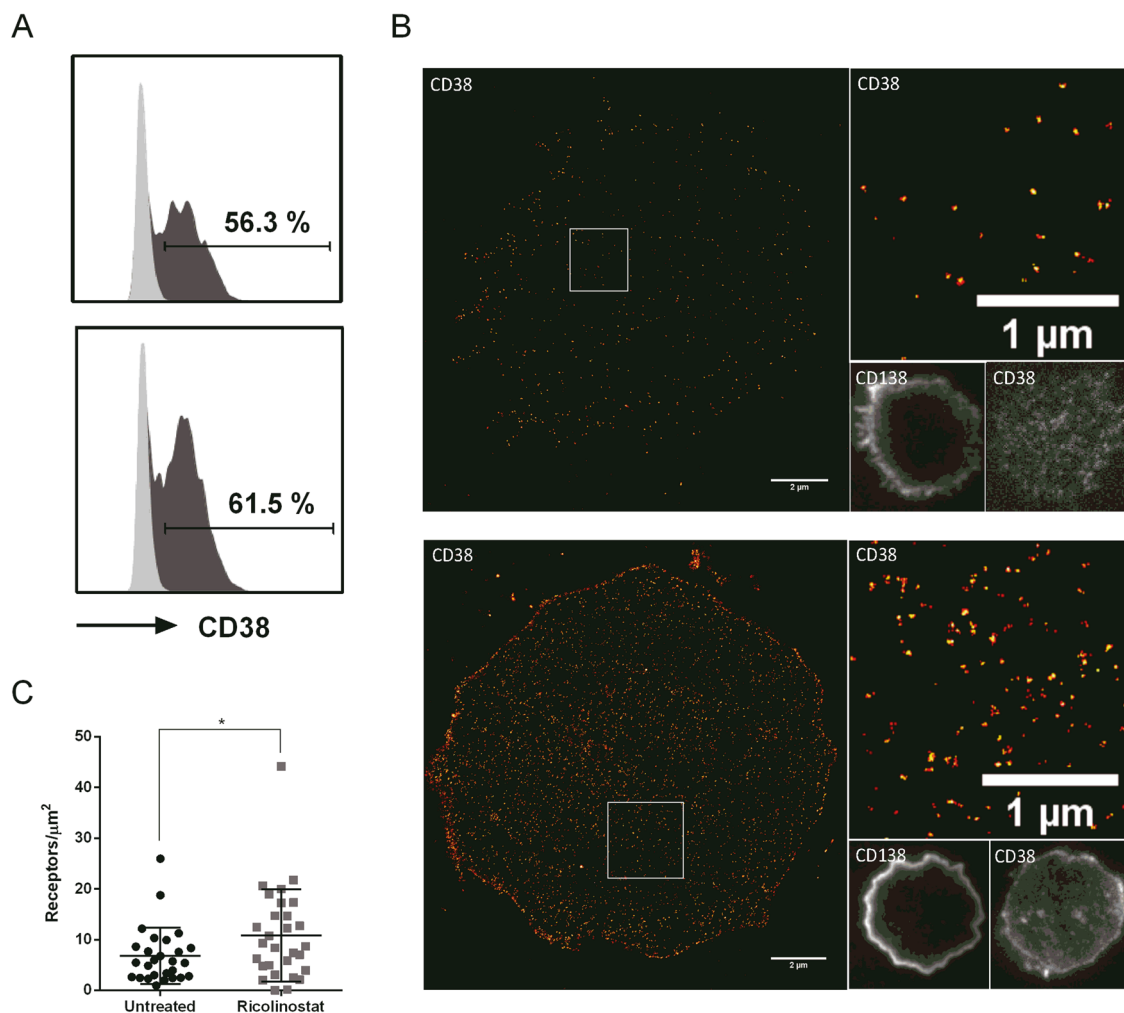 A
56.3 %
61.5 %
CD38
B
CD38
2 µm
CD38
1 µm
CD138
CD38
CD38
2 µm
CD38
1 µm
CD138
CD38
C
*
Receptors/µm²
50
40
30
20
10
0
Untreated
Ricolinostat